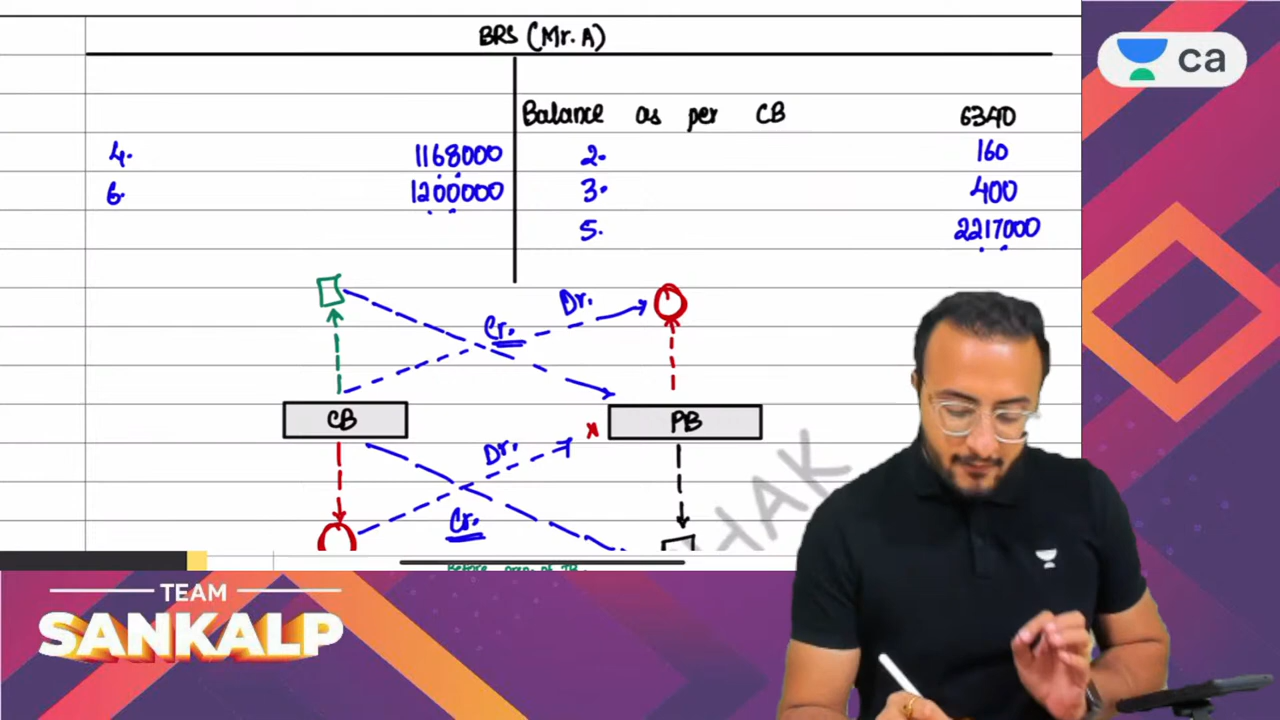 BRS (Mr. A)
ca
Balance as per CB 6340
4. 1168000 2. 160
6. 1200000 3. 400
5. 2217000
Dr.
Cr.
CB
PB
x
Dr.
Cr.
HAK
TEAM
SANKALP